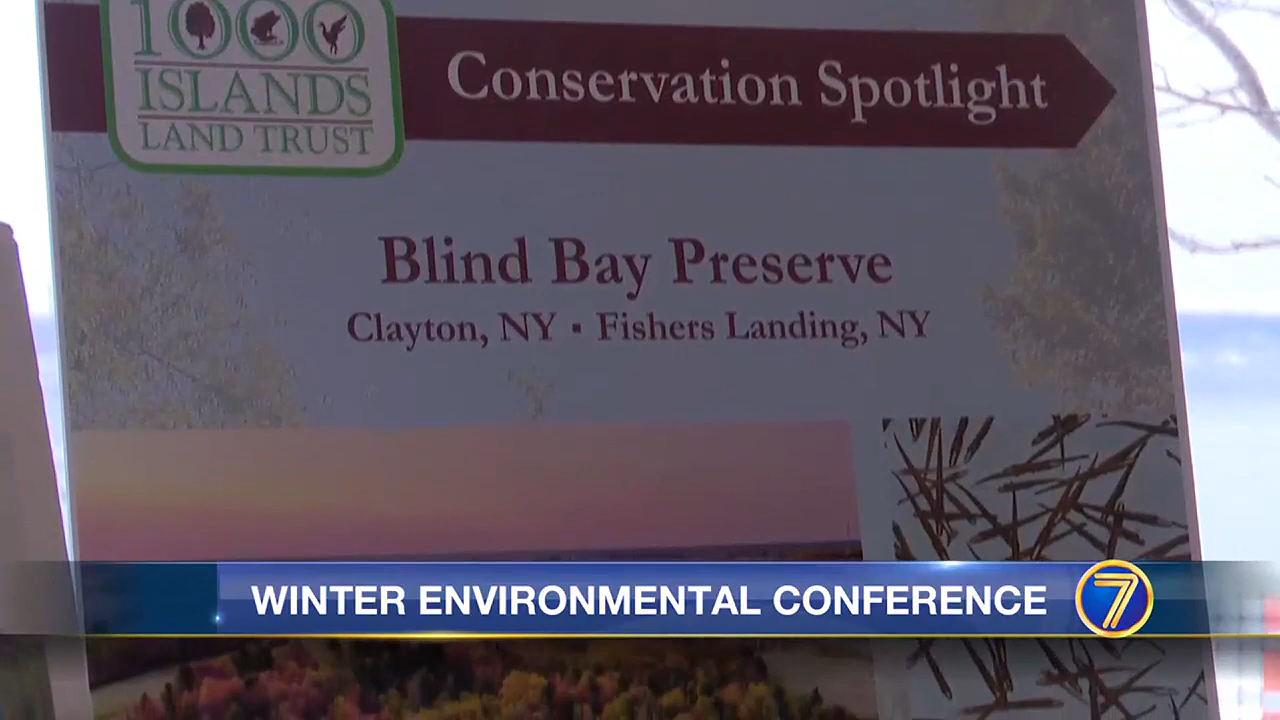 1000
ISLANDS
LAND TRUST
Conservation Spotlight
Blind Bay Preserve
Clayton, NY ▪ Fishers Landing, NY
WINTER ENVIRONMENTAL CONFERENCE
7